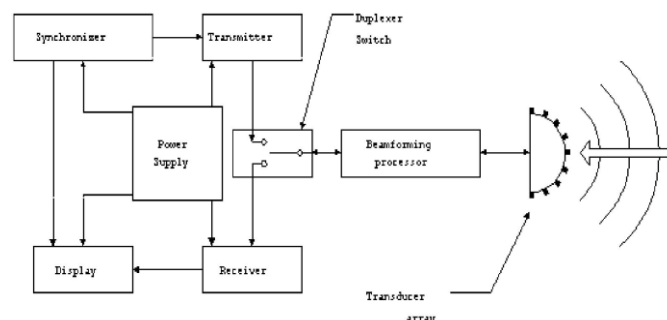 Synchronizer
Transmitter
Duplexer
Switch
Power
Supply
Beamforming
processor
Display
Receiver
Transducer
array